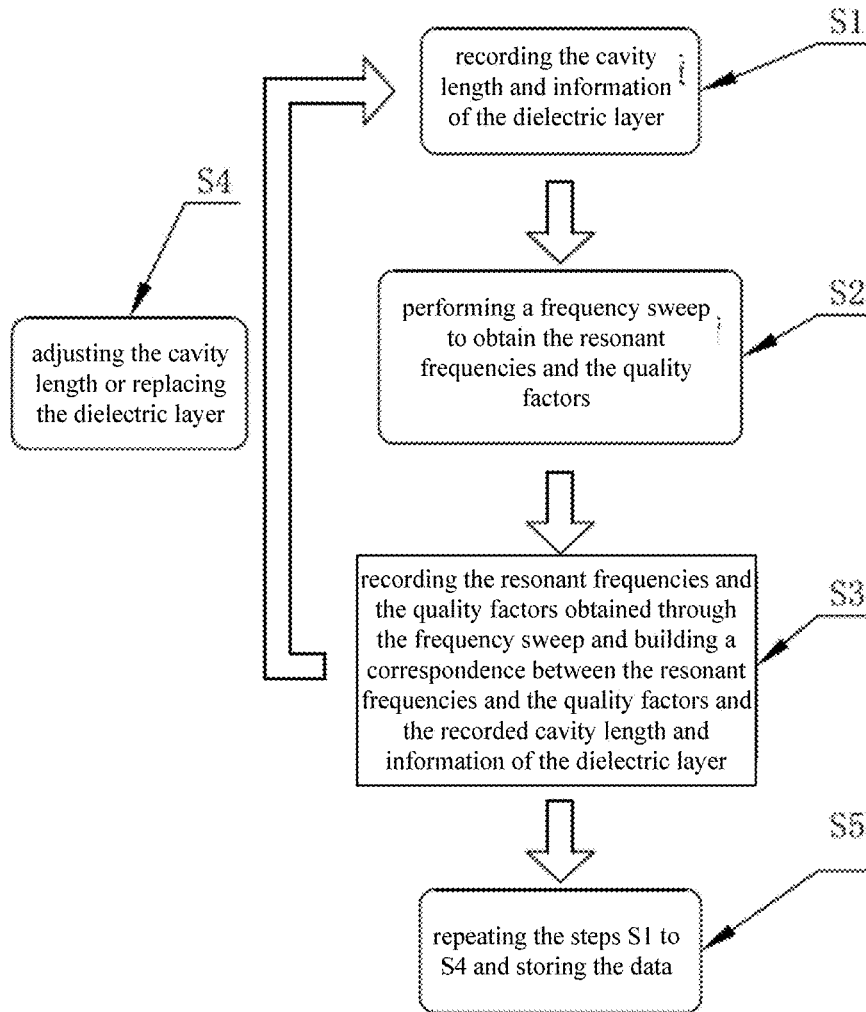 S1
recording the cavity
length and information
of the dielectric layer
S4
adjusting the cavity
length or replacing
the dielectric layer
S2
performing a frequency sweep
to obtain the resonant
frequencies and the quality
factors
S3
recording the resonant frequencies and
the quality factors obtained through
the frequency sweep and building a
correspondence between the resonant
frequencies and the quality factors and
the recorded cavity length and
information of the dielectric layer
S5
repeating the steps S1 to
S4 and storing the data